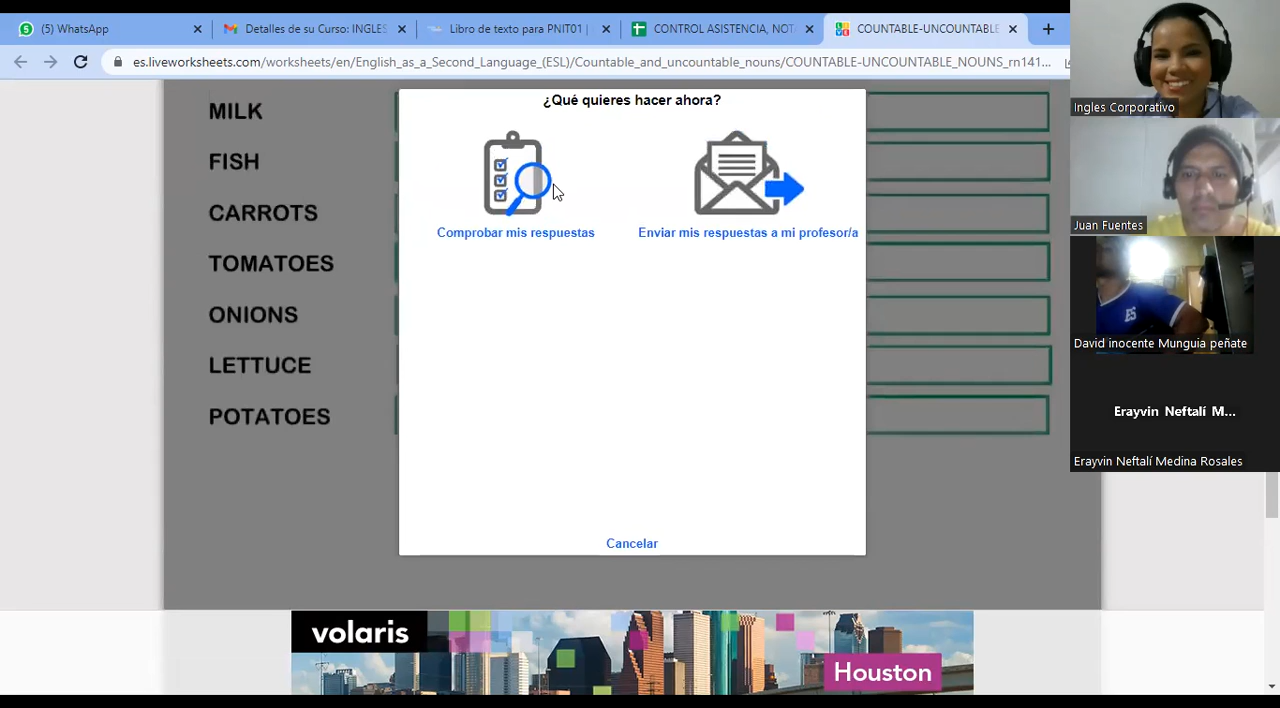 (5) WhatsApp
Detalles de su Curso: INGLES
Libro de texto para PNIT01 |
CONTROL ASISTENCIA, NOT
COUNTABLE-UNCOUNTABLE
es.liveworksheets.com/worksheets/en/English_as_a_Second_Language_(ESL)/Countable_and_uncountable_nouns/COUNTABLE-UNCOUNTABLE_NOUNS_rn141...
Ingles Corporativo
¿Qué quieres hacer ahora?
MILK
FISH
CARROTS
Juan Fuentes
Comprobar mis respuestas
Enviar mis respuestas a mi profesor/a
TOMATOES
ONIONS
ES
David inocente Munguia peñate
LETTUCE
POTATOES
Erayvin Neftalí M...
Erayvin Neftalí Medina Rosales
Cancelar
volaris
Houston